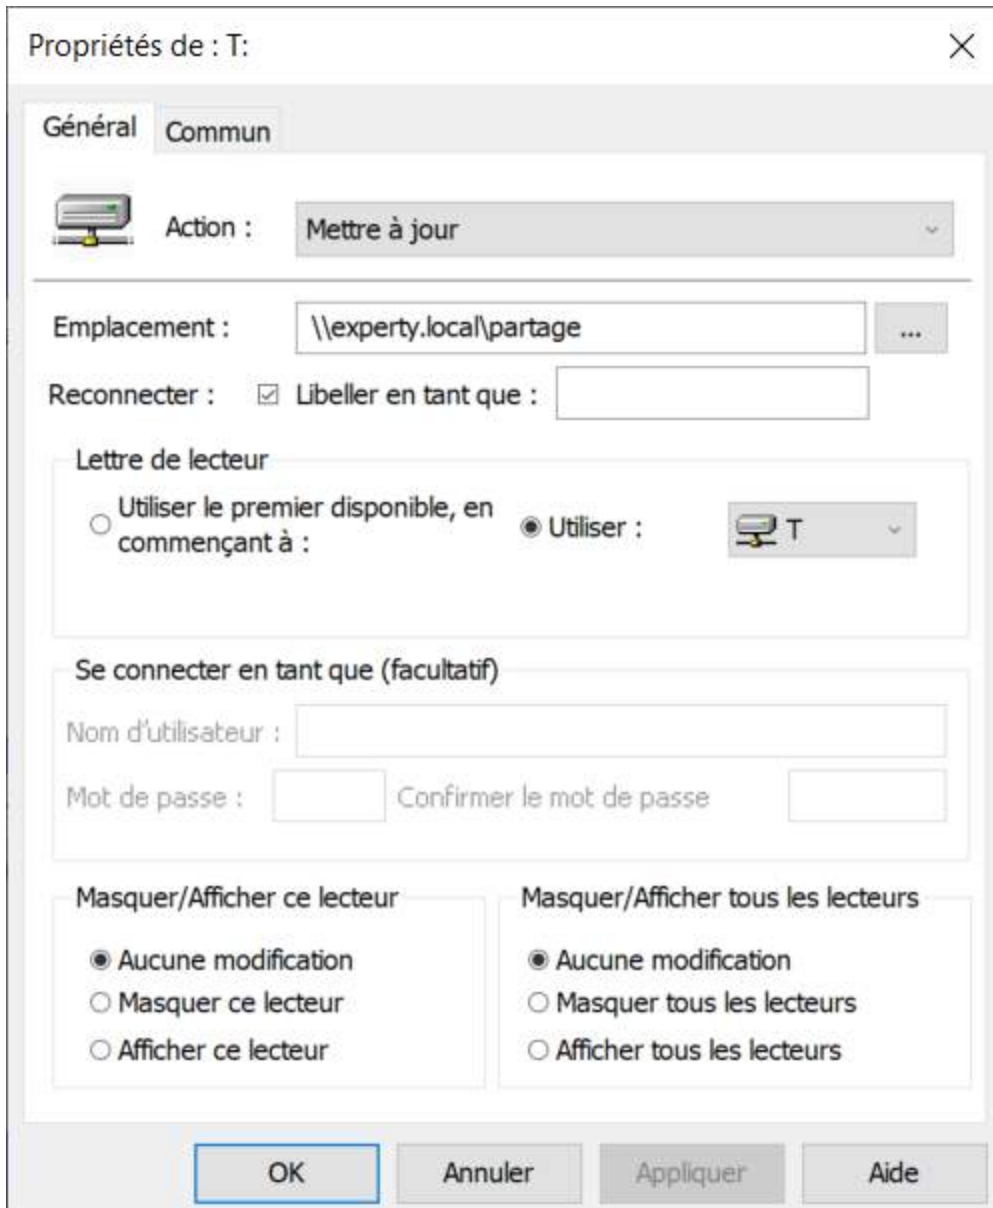 Propriétés de : T:
Général Commun
Action : Mettre à jour
Emplacement : \\experty.local\partage ...
Reconnecter : Libeller en tant que :
Lettre de lecteur
Utiliser le premier disponible, en
commençant à :
Utiliser : T
Se connecter en tant que (facultatif)
Nom d'utilisateur :
Mot de passe : Confirmer le mot de passe
Masquer/Afficher ce lecteur
Aucune modification
Masquer ce lecteur
Afficher ce lecteur
Masquer/Afficher tous les lecteurs
Aucune modification
Masquer tous les lecteurs
Afficher tous les lecteurs
OK Annuler Appliquer Aide